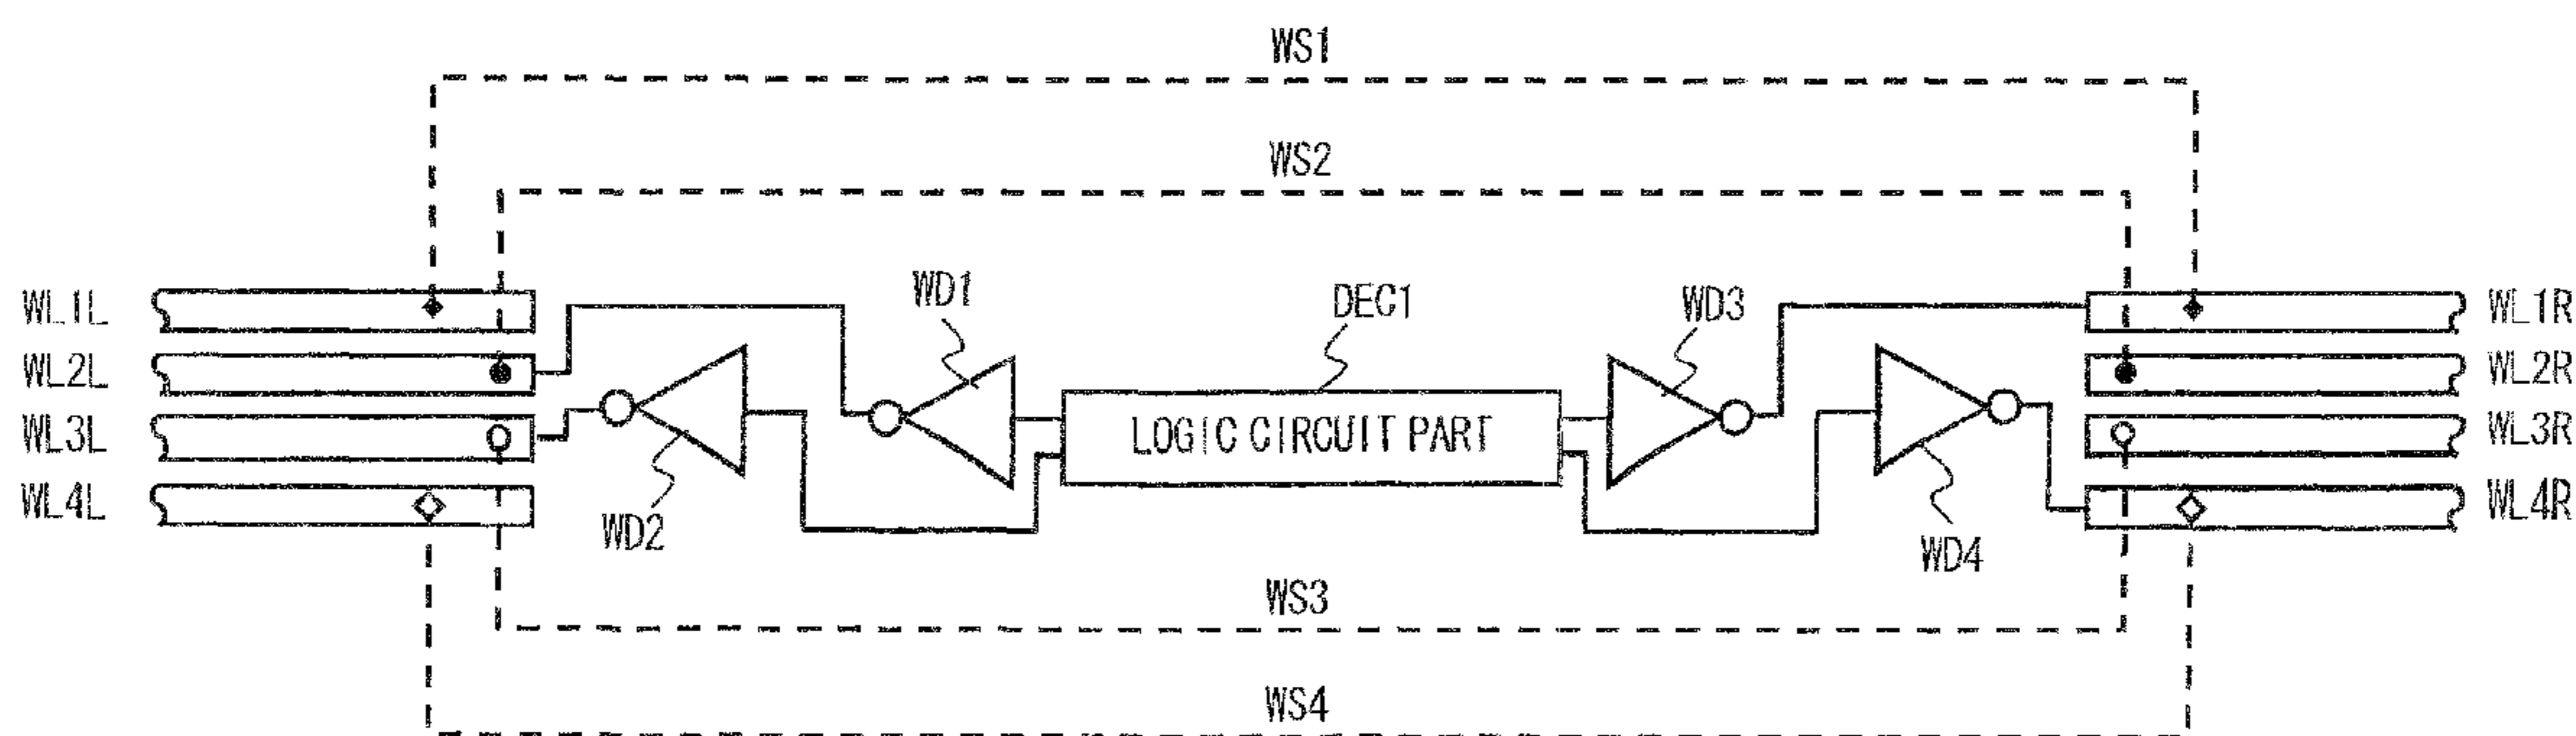 WS1
WS2
WL1L
WD1
DEC1
WD3
WL1R
WL2L
WL2R
WL3L
LOGIC CIRCUIT PART
WL3R
WL4L
WD2
WD4
WL4R
WS3
WS4